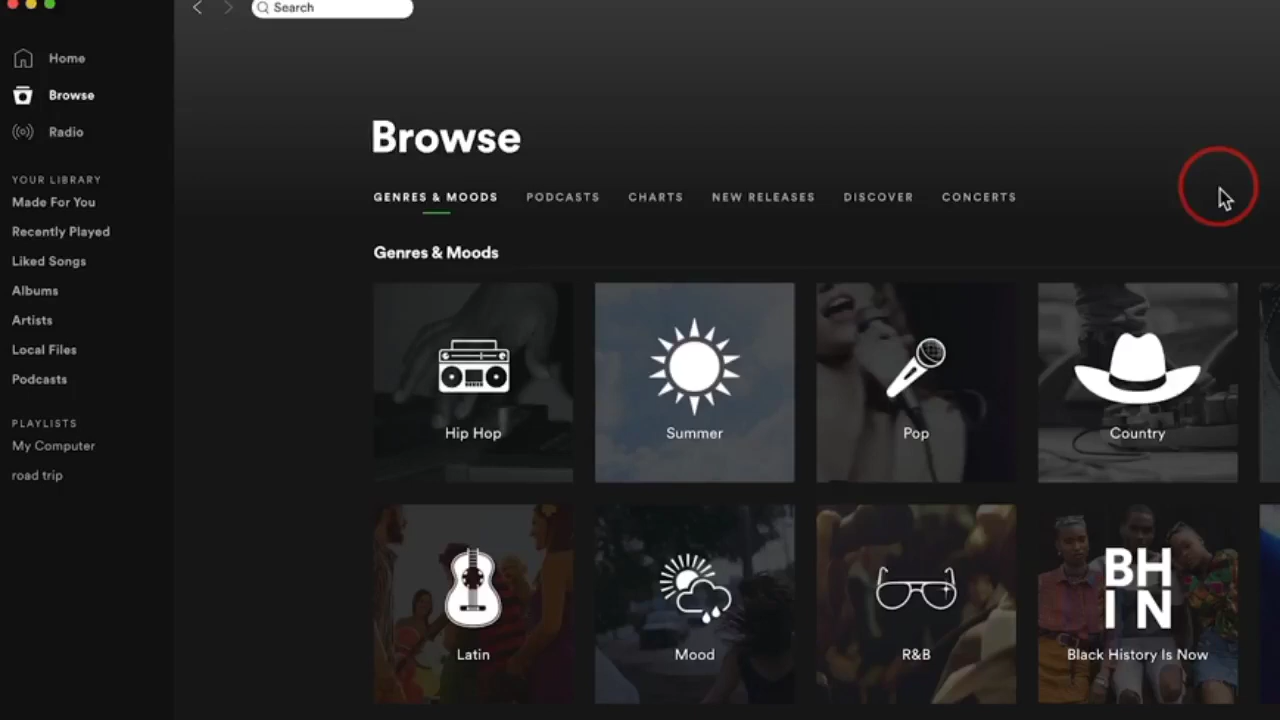 Search
Home
Browse
Radio
YOUR LIBRARY
Made For You
Recently Played
Liked Songs
Albums
Artists
Local Files
Podcasts
PLAYLISTS
My Computer
road trip
Browse
GENRES & MOODS PODCASTS CHARTS NEW RELEASES DISCOVER CONCERTS
Genres & Moods
Hip Hop
Summer
Pop
Country
Latin
Mood
R&B
BH
IN
Black History Is Now